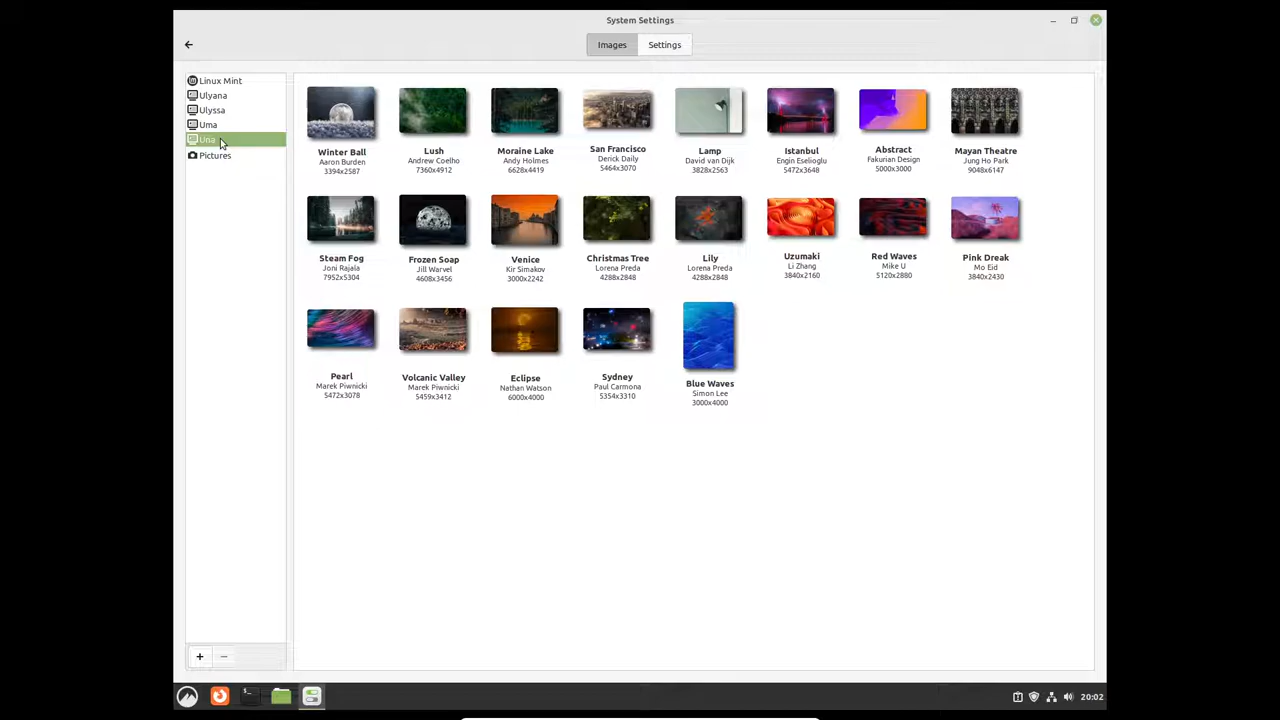 System Settings
Images
Settings
Linux Mint
Ulyana
Ulyssa
Uma
Una
Pictures
Winter Ball
Aaron Burden
3394x2587
Lush
Andrew Coelho
7360x4912
Moraine Lake
Andy Holmes
6628x4419
San Francisco
Derick Daily
5464x3070
Lamp
David van Dijk
3828x2563
Istanbul
Engin Eselioglu
5472x3648
Abstract
Fakurian Design
5000x3000
Mayan Theatre
Jung Ho Park
9048x6147
Steam Fog
Joni Rajala
7952x5304
Frozen Soap
Jill Warvel
4608x3456
Venice
Kir Simakov
3000x2242
Christmas Tree
Lorena Preda
4288x2848
Lily
Lorena Preda
4288x2848
Uzumaki
Li Zhang
3840x2160
Red Waves
Mike U
5120x2880
Pink Dreak
Mo Eid
3840x2430
Pearl
Marek Piwnicki
5472x3078
Volcanic Valley
Marek Piwnicki
5459x3412
Eclipse
Nathan Watson
6000x4000
Sydney
Paul Carmona
5354x3310
Blue Waves
Simon Lee
3000x4000
20:02